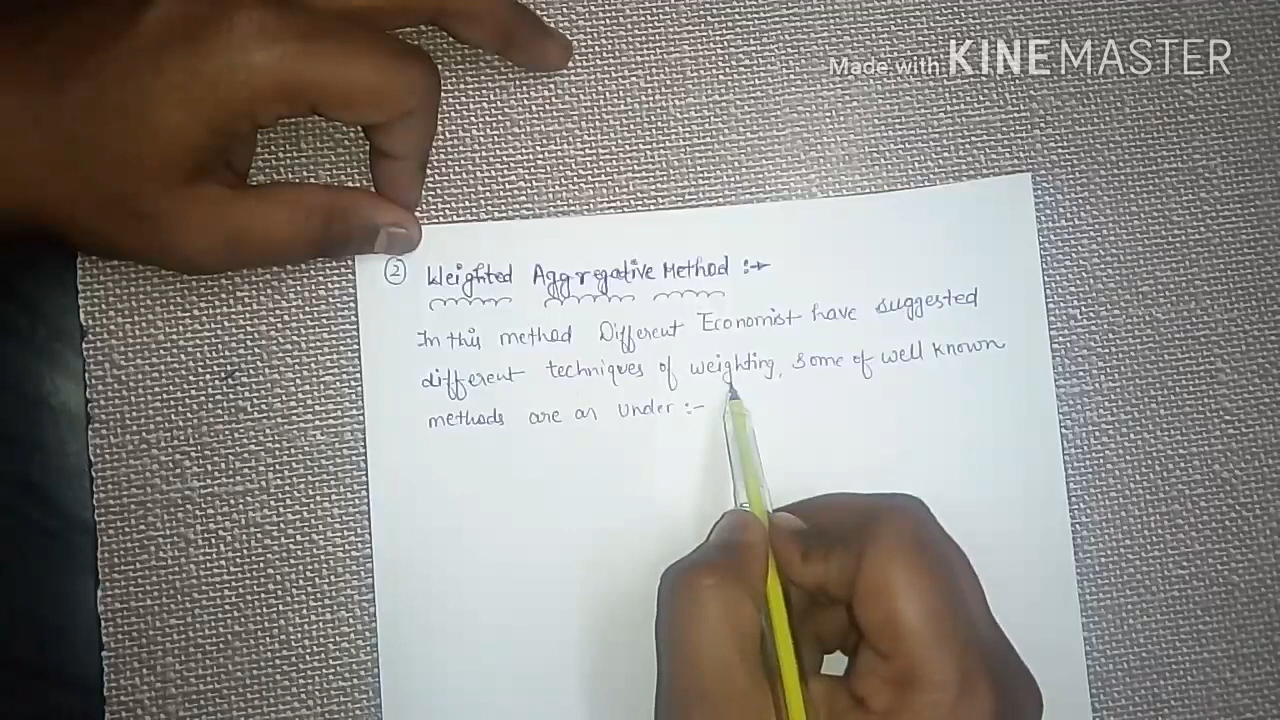 Made with KINEMASTER
② Weighted Aggregative Method :→
In this method Different Economist have suggested
different techniques of weighting, some of well known
methods are an under :-